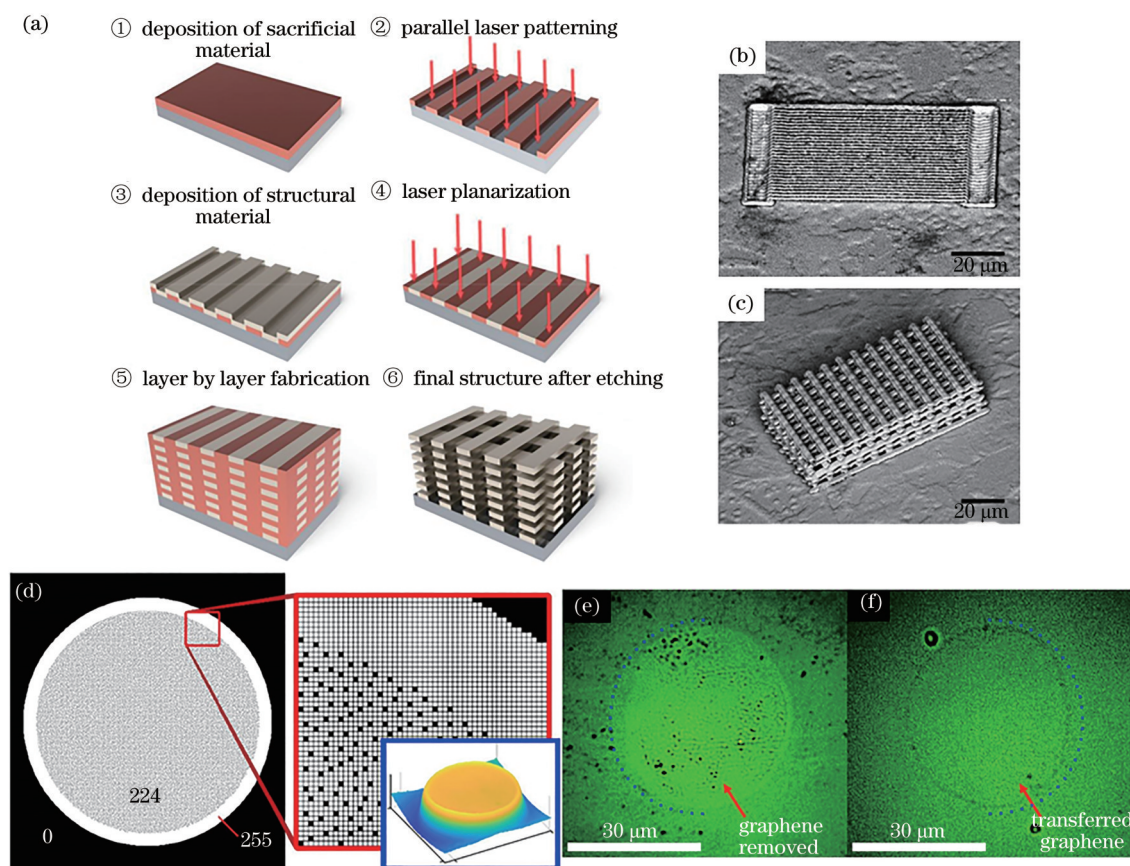 (a)
① deposition of sacrificial
material
② parallel laser patterning
③ deposition of structural
material
④ laser planarization
⑤ layer by layer fabrication
⑥ final structure after etching
(b)
20 μm
(c)
20 μm
(d)
224
0
255
(e)
30 μm
graphene
removed
(f)
30 μm
transferred
graphene